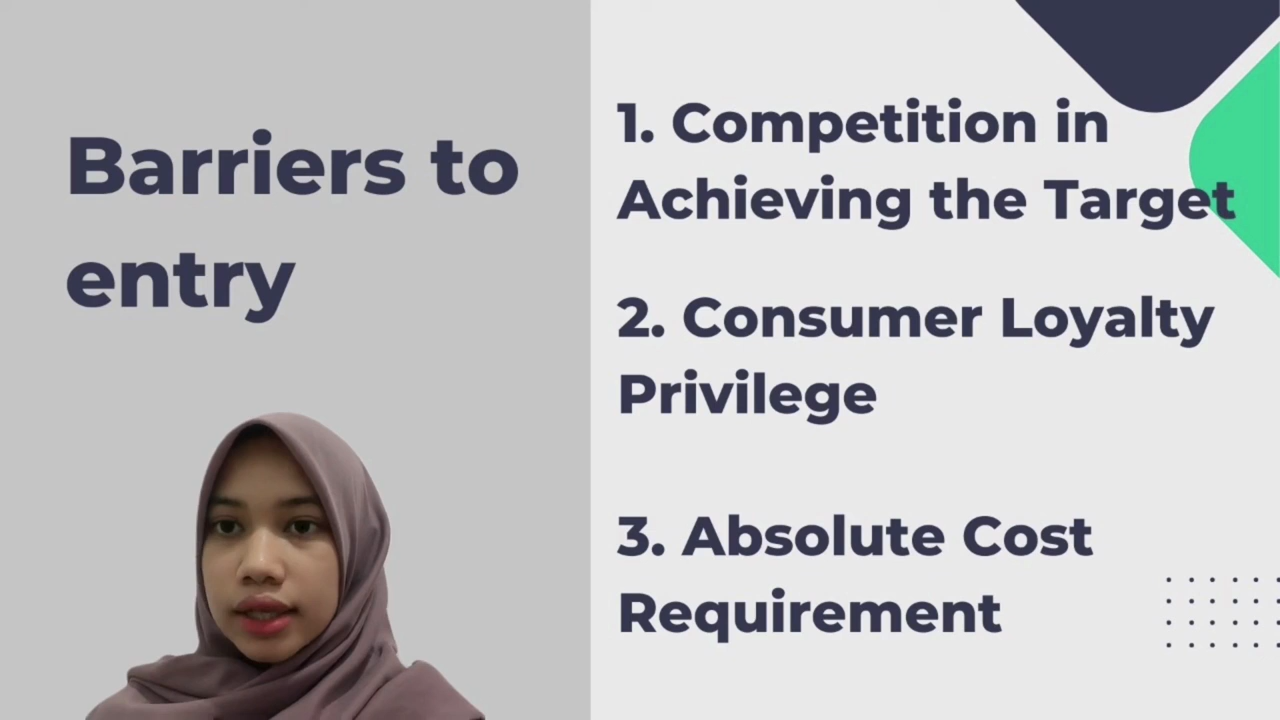 Barriers to
entry
1. Competition in
Achieving the Target
2. Consumer Loyalty
Privilege
3. Absolute Cost
Requirement